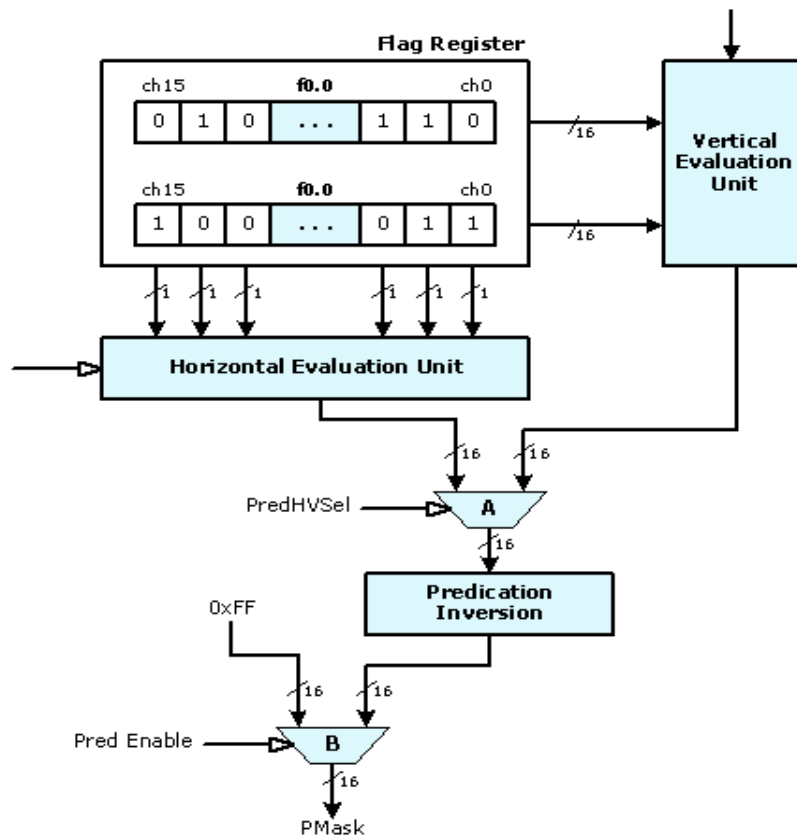 Flag Register
ch15 f0.0 ch0
0 1 0 ... 1 1 0
16
Vertical
Evaluation
Unit
ch15 f0.0 ch0
1 0 0 ... 0 1 1
16
1 1 1 1 1 1
Horizontal Evaluation Unit
16 16
PredHVSel
A
16
Predication
Inversion
0xFF
16 16
Pred Enable
B
16
PMask